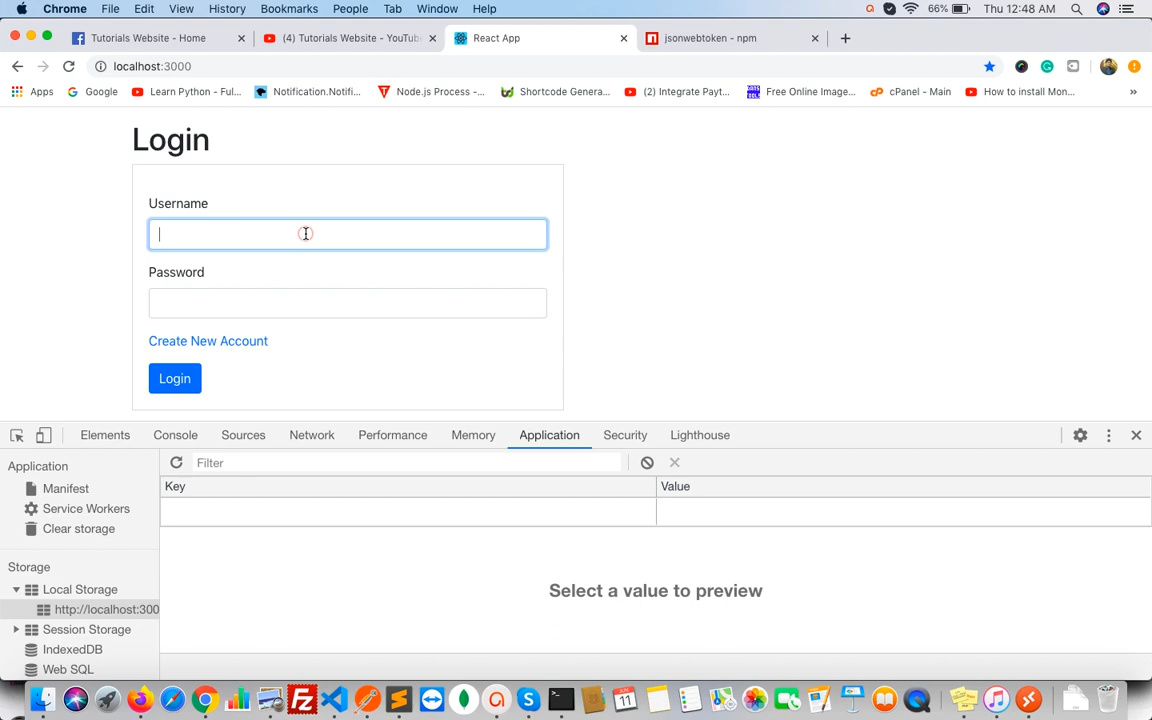 Chrome File Edit View History Bookmarks People Tab Window Help 66% Thu 12:48 AM
Tutorials Website - Home (4) Tutorials Website - YouTub React App jsonwebtoken - npm
localhost:3000
Apps Google Learn Python - Ful... Notification.Notifi... Node.js Process -... Shortcode Genera... (2) Integrate Payt... Free Online Image... cPanel - Main How to install Mon... »
Login
Username
Password
Create New Account
Login
Elements Console Sources Network Performance Memory Application Security Lighthouse
Application
Filter
Key Value
Manifest
Service Workers
Clear storage
Storage
Local Storage
http://localhost:300
Session Storage
IndexedDB
Web SQL
Select a value to preview